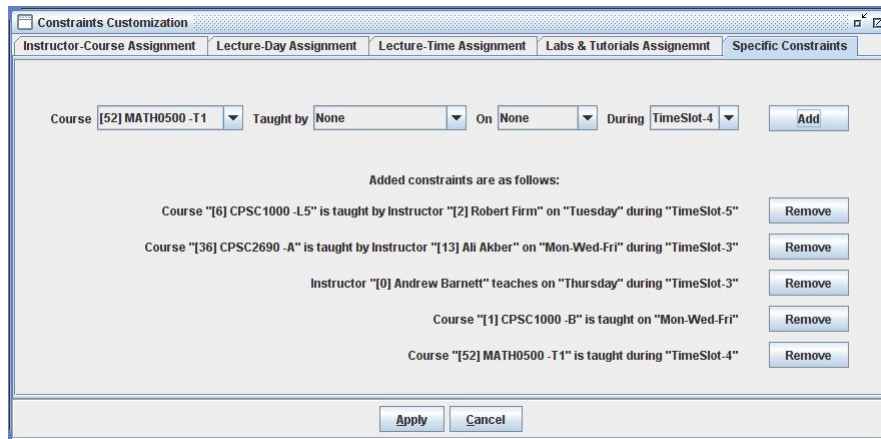 Constraints Customization
Instructor-Course Assignment Lecture-Day Assignment Lecture-Time Assignment Labs & Tutorials Assignemnt Specific Constraints
Course [52] MATH0500 -T1 Taught by None On None During TimeSlot-4 Add
Added constraints are as follows:
Course "[6] CPSC1000 -L5" is taught by Instructor "[2] Robert Firm" on "Tuesday" during "TimeSlot-5" Remove
Course "[36] CPSC2690 -A" is taught by Instructor "[13] Ali Akber" on "Mon-Wed-Fri" during "TimeSlot-3" Remove
Instructor "[0] Andrew Barnett" teaches on "Thursday" during "TimeSlot-3" Remove
Course "[1] CPSC1000 -B" is taught on "Mon-Wed-Fri" Remove
Course "[52] MATH0500 -T1" is taught during "TimeSlot-4" Remove
Apply Cancel